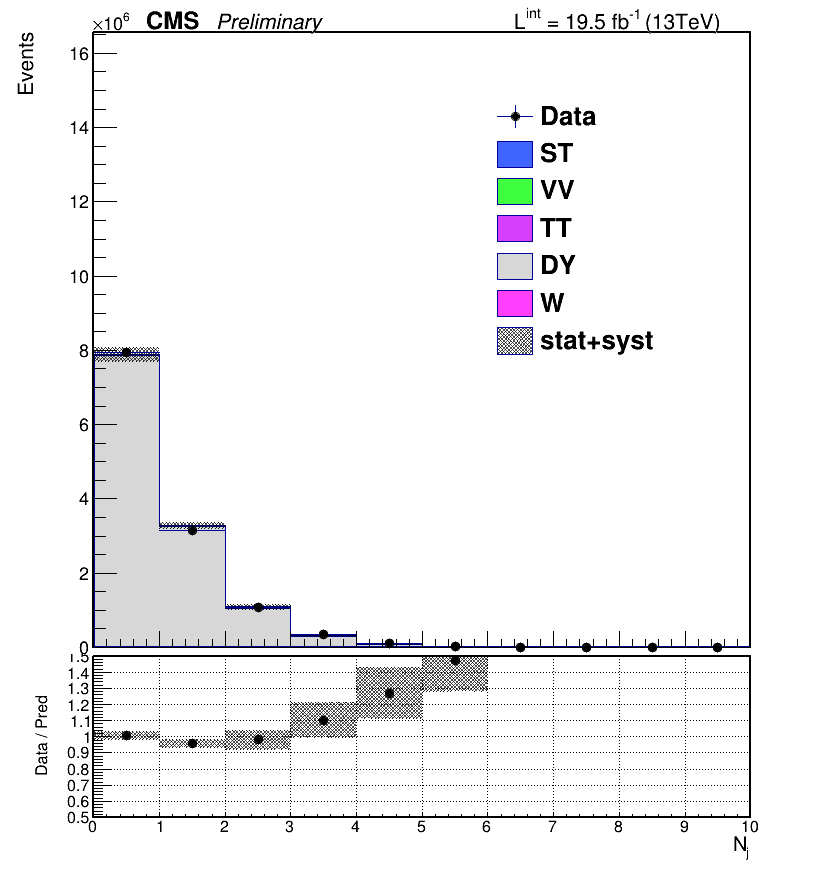 ×10⁶ CMS Preliminary L^int = 19.5 fb⁻¹ (13TeV)
Events
16
14
12
10
8
6
4
2
0
Data
ST
VV
TT
DY
W
stat+syst
Data / Pred
1.5
1.4
1.3
1.2
1.1
1
0.9
0.8
0.7
0.6
0.5
0 1 2 3 4 5 6 7 8 9 10
N_j